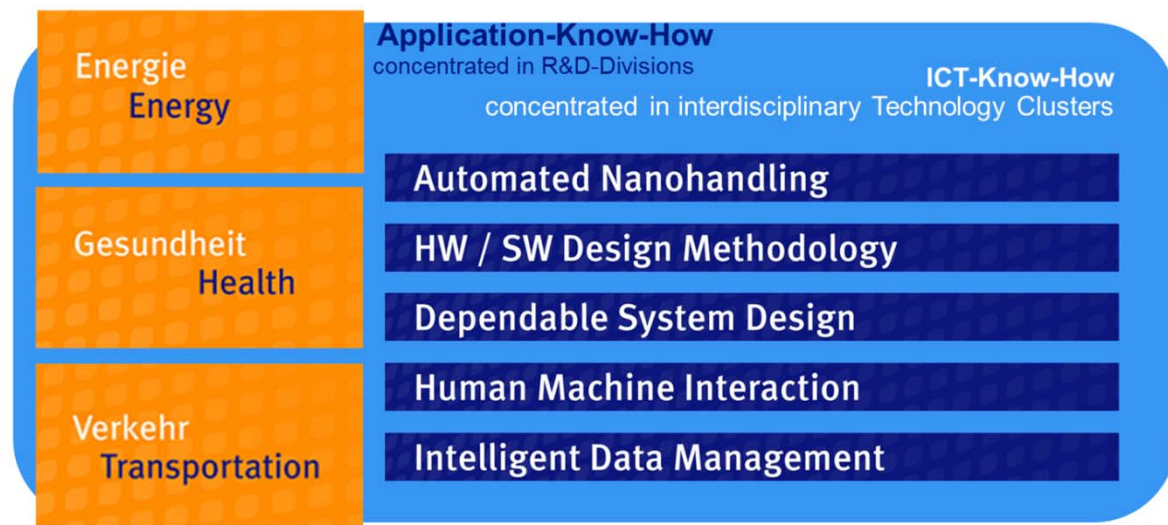 Energie
Energy
Gesundheit
Health
Verkehr
Transportation
Application-Know-How
concentrated in R&D-Divisions
ICT-Know-How
concentrated in interdisciplinary Technology Clusters
Automated Nanohandling
HW / SW Design Methodology
Dependable System Design
Human Machine Interaction
Intelligent Data Management